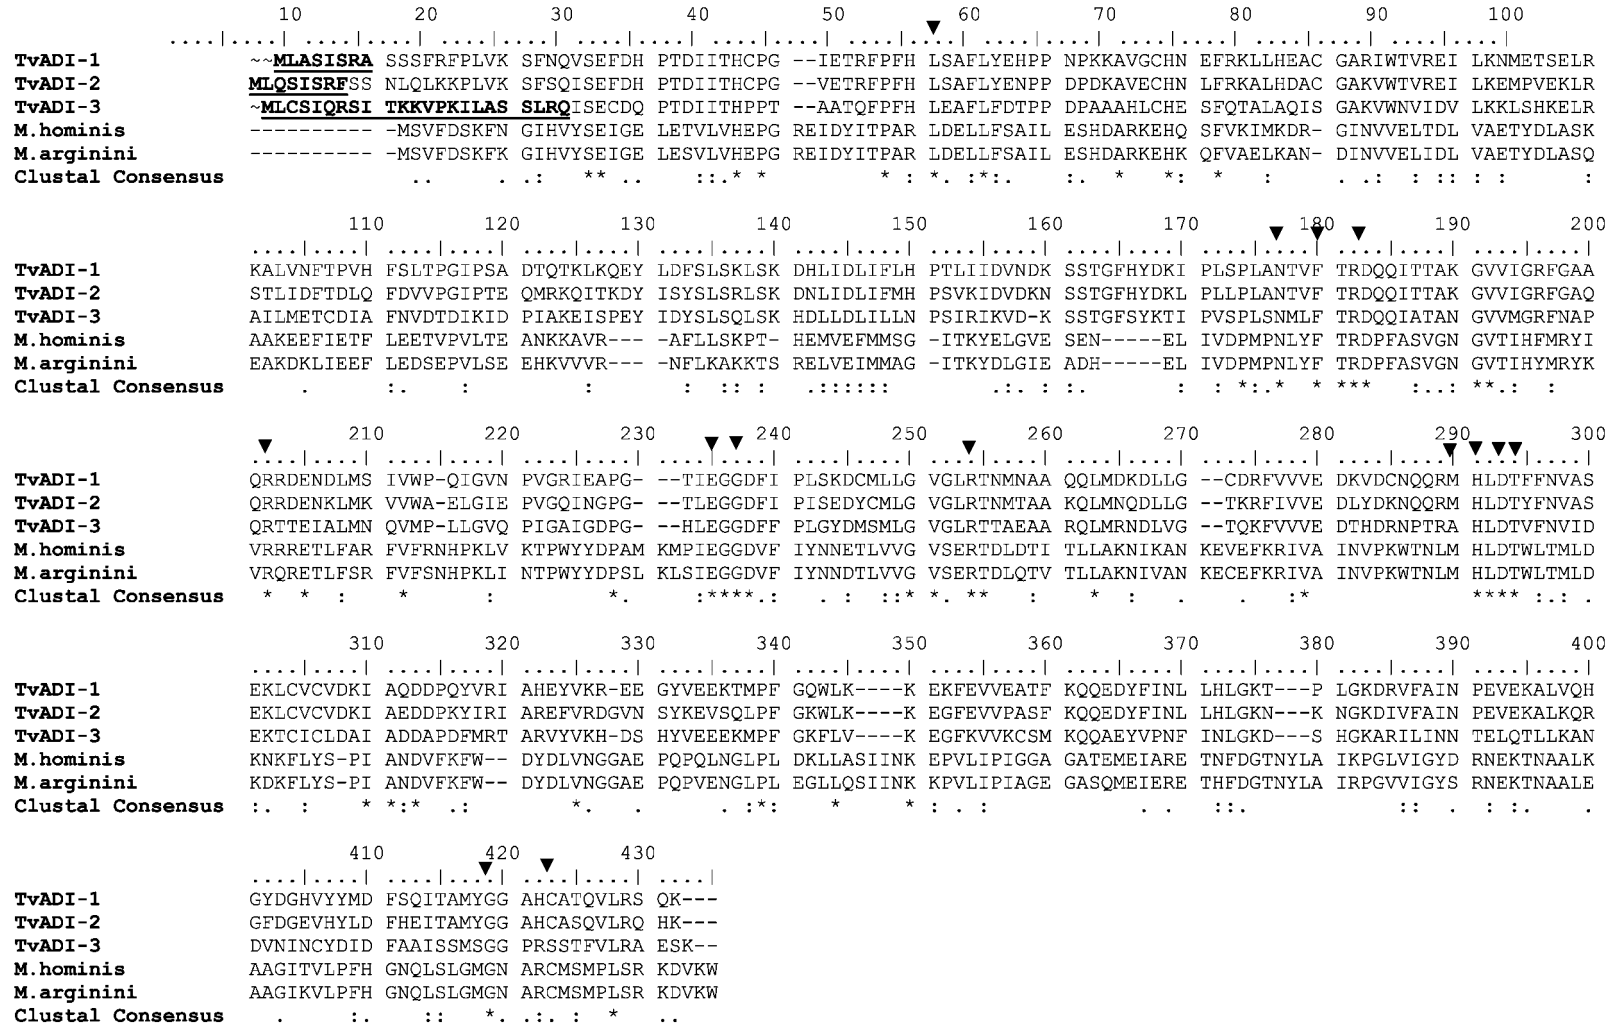 10 20 30 40 50 60 70 80 90 100
TvADI-1 ~~MLASISRA SSSFRFPLVK SFNQVSEFDH PTDIITHCPG --IETRFPFH LSAFLYEHPP NPKKAVGCHN EFRKLLHEAC GARIWTVREI LKNMETSELR
TvADI-2 MLQSISRFSS NLQLKKPLVK SFSQISEFDH PTDIITHCPG --VETRFPFH LSAFLYENPP DPKKAVECHN LFRKALHDAC GAKVWTVREI LKEMPVEKLR
TvADI-3 ~MLCSIQRSI TKKVPKILAS SLRQISECDQ PTDIITHPPT --AATQFPFH LEAFLFDTPP DPAAAHLCHE SFQTALAQIS GAKVWNVIDV LKKLSHKELR
M.hominis ---------- -MSVFDSKFN GIHVYSEIGE LETVLVHEPG REIDYITPAR LDELLFSAIL ESHDARKEHQ SFVKIMKDR- GINVVELTDL VAETYDLASK
M.arginini ---------- -MSVFDSKFK GIHVYSEIGE LESVLVHEPG REIDYITPAR LDELLFSAIL ESHDARKEHK QFVAELKAN- DINVVELIDL VAETYDLASQ
Clustal Consensus .. . .: ** .. ::.* * * : *. :*: . :. * *: * : . .: : :: : : :
110 120 130 140 150 160 170 180 190 200
TvADI-1 KALVNFTPVH FSLTPGIPSA DTQTKLKQEY LDFSLSKLSK DHLIDLIFLH PTLIIDVNDK SSTGFHYDKI PLSPLANTVF TRDQQITTAK GVVIGRFGAA
TvADI-2 STLIDFTDLQ FDVVPGIPTE QMRKQITKDY ISYSLSRLSK DNLIDLIFMH PSVKIDVDKN SSTGFHYDKL PLLPLANTVF TRDQQITTAK GVVIGRFGAQ
TvADI-3 AILMETCDIA FNVDTDIKID PIAKEISPEY IDYSLSQLSK HDLLDLILLN PSIRIKVD-K SSTGFSYKTI PVSPLSNMLF TRDQQIATAN GVVMGRFNAP
M.hominis AAKEEFIETF LEETVPVLTE ANKKAVR--- -AFLLSKPT- HEMVEFMMSG -ITKYELGVE SEN-----EL IVDPMPNLYF TRDPFASVGN GVTIHFMRYI
M.arginini EAKDKLIEEF LEDSEPVLSE EHKVVVR--- -NFLKAKKTS RELVEIMMAG -ITKYDLGIE ADH-----EL IVDPMPNLYF TRDPFASVGN GVTIHYMRYK
Clustal Consensus . :. : : : .: : .::::: :.: : :. : : *.* * *** :..: **. : *
210 220 230 240 250 260 270 280 290 300
TvADI-1 QRRDENDLMS IVWP-QIGVN PVGRIEAPG- --TIEGGDFI PLSKDCMLLG VGLRTNMNAA QQLMDKDLLG --CDRFVVVE DKVDCNQQRM HLDTFFNVAS
TvADI-2 QRRDENKLMK VVWA-ELGIE PVGQINGPG- --TIEGGDFI PISEDYCMLG VGLRTNMTAA KQLMNQDLLG --TKRFIVVE DLYDKNQQRM HLDTYFNVAS
TvADI-3 QRTTEIALMN QVMP-LLGVQ PIGAIGDPG- --HLEGGDFF PLGYDMSMLG VGLRTTAEAA RQLMRNDLVG --TQKFVVVE DTHDRNPTRA HLDTVFNVID
M.hominis VRRRETLFAR FVFRNHPKLV KTPWYYDPAM KMPIEGGDVF IYNNETLVVG VSERTDLDTI TLLAKNIKAN KEVEFKRIVA INVPKWTNLM HLDTWLTMLD
M.arginini VRQRETLFSR FVFSNHPKLI NTPWYYDPSL KLSIEGGDVF IYNNDTLVVG VSERTDLQTV TLLAKNIVAN KECEFKRIVA INVPKWTNLM HLDTWLTMLD
Clustal Consensus * * : * : *. :****.: . : ::* *. ** : * : . . :* ****:.: .
310 320 330 340 350 360 370 380 390 400
TvADI-1 EKLCVCVDKI AQDDPQYVRI AHEYVKR-EE GYVEEKTMPF GQWLK----K EKFEVVEATF KQQEDYFINL LHLGKT---P LGKDRVFAIN PEVEKALVQH
TvADI-2 EKLCVCVDKI AEDDPKYIRI AREFVRDGVN SYKEVSQLPF GKWLK----K EGFEVVPASF KQQEDYFINL LHLGKN---K NGKDIVFAIN PEVEKALKQR
TvADI-3 EKTCICLDAI ADDAPDFMRT ARVYVKH-DS HYVEEEKMPF GKFLV----K EGFKVVKCSM KQQAEYVPNF INLGKD---S HGKARILINN TELQTLLKAN
M.hominis KNKFLYS-PI ANDVFKFW-- DYDLVNGGAE PQPQLNGLPL DKLLASIINK EPVLIPIGGA GATEMEIARE TNFDGTNYLA IKPGLVIGYD RNEKTNAALK
M.arginini KDKFLYS-PI ANDVFKFW-- DYDLVNGGAE PQPVENGLPL EGLLQSIINK KPVLIPIAGE GASQMEIERE THFDGTNYLA IRPGVVIGYS RNEKTNAALE
Clustal Consensus :. : * *:* .: *. . :*: * * : . : . . ::. :: : . .
410 420 430
TvADI-1 GYDGHVYYMD FSQITAMYGG AHCATQVLRS QK---
TvADI-2 GFDGEVHYLD FHEITAMYGG AHCASQVLRQ HK---
TvADI-3 DVNINCYDID FAAISSMSGG PRSSTFVLRA ESK--
M.hominis AAGITVLPFH GNQLSLGMGN ARCMSMPLSR KDVKW
M.arginini AAGIKVLPFH GNQLSLGMGN ARCMSMPLSR KDVKW
Clustal Consensus . :. :: *. .:. : * ..